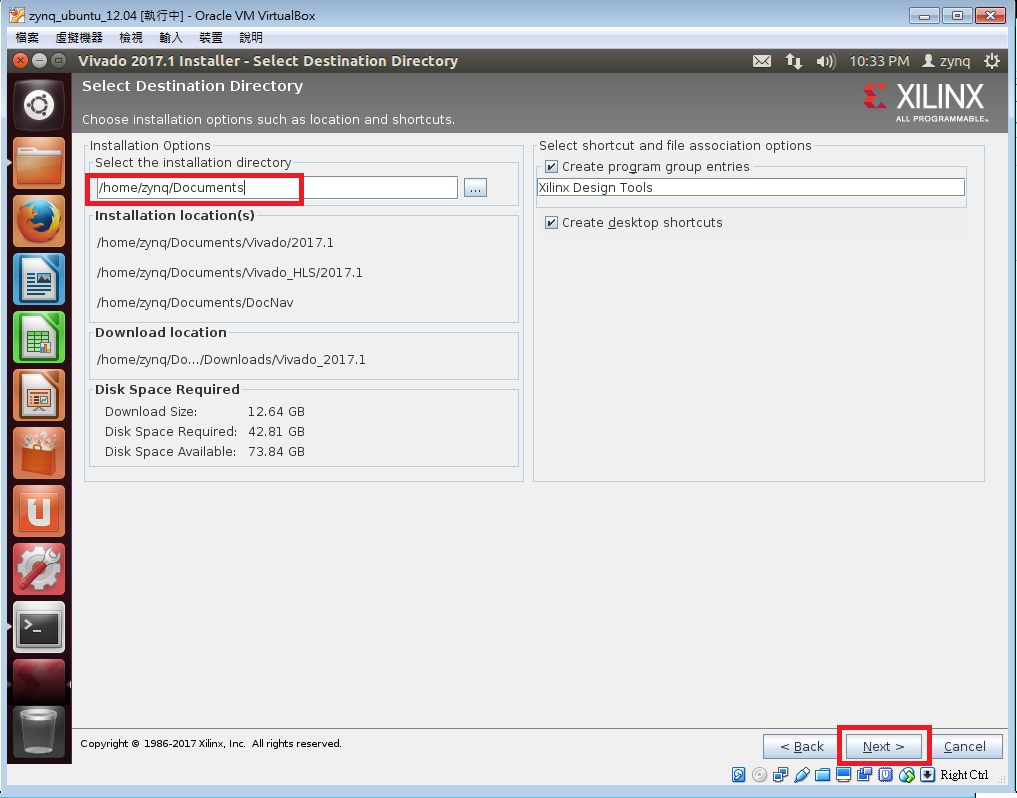 zynq_ubuntu_12.04 [執行中] - Oracle VM VirtualBox
檔案 虛擬機器 檢視 輸入 裝置 說明
Vivado 2017.1 Installer - Select Destination Directory 10:33 PM zynq
Select Destination Directory
XILINX
ALL PROGRAMMABLE™
Choose installation options such as location and shortcuts.
Installation Options
Select the installation directory
/home/zynq/Documents
...
Installation location(s)
/home/zynq/Documents/Vivado/2017.1
/home/zynq/Documents/Vivado_HLS/2017.1
/home/zynq/Documents/DocNav
Download location
/home/zynq/Do.../Downloads/Vivado_2017.1
Disk Space Required
Download Size: 12.64 GB
Disk Space Required: 42.81 GB
Disk Space Available: 73.84 GB
Select shortcut and file association options
Create program group entries
Xilinx Design Tools
Create desktop shortcuts
Copyright © 1986-2017 Xilinx, Inc. All rights reserved.
< Back Next > Cancel
Right Ctrl